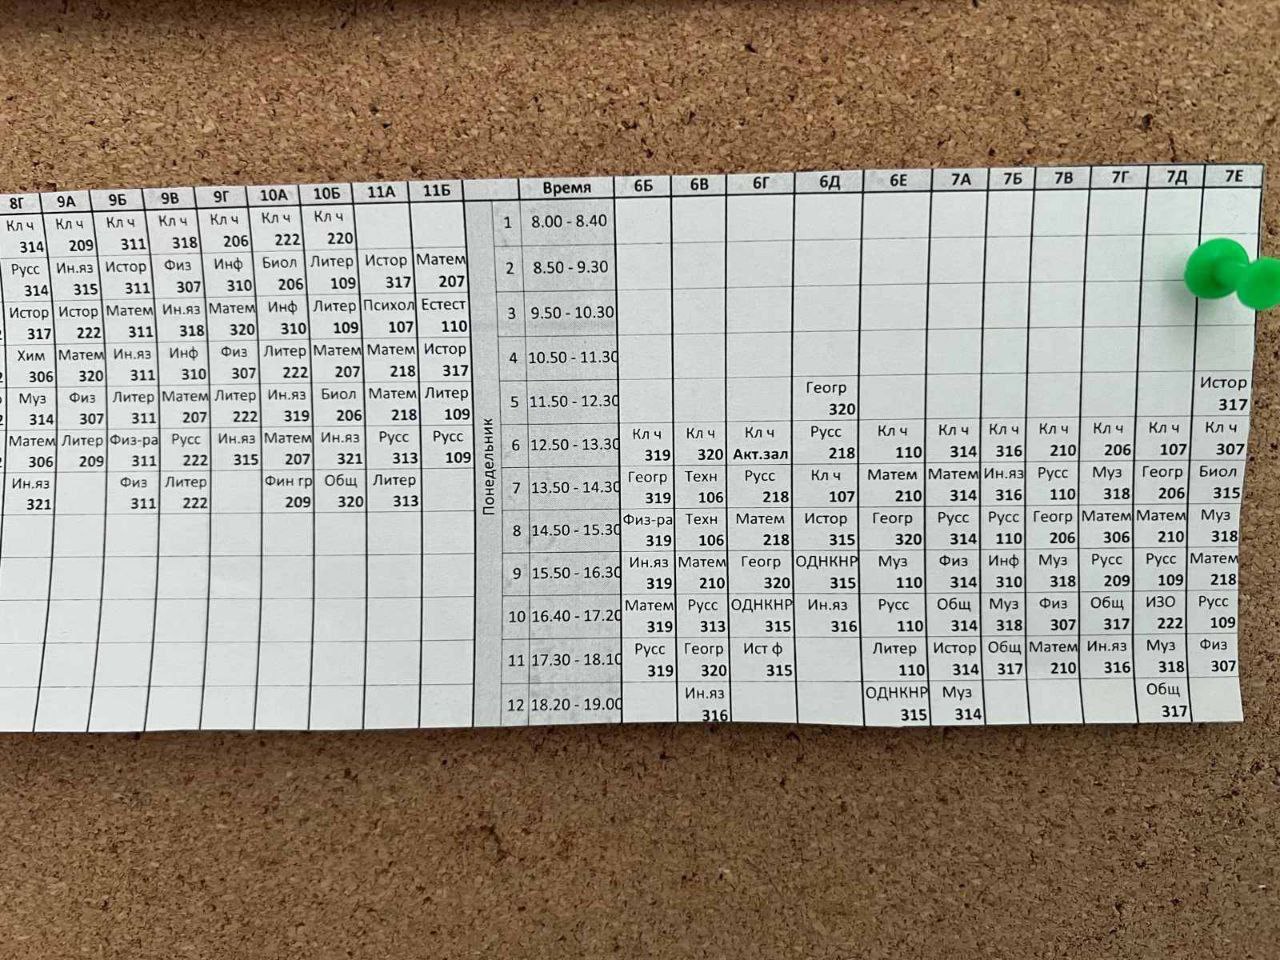 8Г 9А 9Б 9В 9Г 10А 10Б 11А 11Б Время 6Б 6В 6Г 6Д 6Е 7А 7Б 7В 7Г 7Д 7Е
Кл ч Кл ч Кл ч Кл ч Кл ч Кл ч Кл ч 1 8.00 - 8.40
314 209 311 318 206 222 220
Русс Ин.яз Истор Физ Инф Биол Литер Истор Матем 2 8.50 - 9.30
314 315 311 307 310 206 109 317 207
Истор Истор Матем Ин.яз Матем Инф Литер Психол Естест 3 9.50 - 10.30
317 222 311 318 320 310 109 107 110
Хим Матем Ин.яз Инф Физ Литер Матем Матем Истор 4 10.50 - 11.30
306 320 311 310 307 222 207 218 317
Муз Физ Литер Матем Литер Ин.яз Биол Матем Литер 5 11.50 - 12.30 Геогр Истор
314 307 311 207 222 319 206 218 109 320 317
Матем Литер Физ-ра Русс Ин.яз Матем Ин.яз Русс Русс 6 12.50 - 13.30 Кл ч Кл ч Кл ч Русс Кл ч Кл ч Кл ч Кл ч Кл ч Кл ч Кл ч
306 209 311 222 315 207 321 313 109 319 320 Акт.зал 218 110 314 316 210 206 107 307
Ин.яз Физ Литер Фин гр Общ Литер 7 13.50 - 14.30 Геогр Техн Русс Кл ч Матем Матем Ин.яз Русс Муз Геогр Биол
321 311 222 209 320 313 319 106 218 107 210 314 316 110 318 206 315
Понедельник
8 14.50 - 15.30 Физ-ра Техн Матем Истор Геогр Русс Русс Геогр Матем Матем Муз
319 106 218 315 320 314 110 206 306 210 318
9 15.50 - 16.30 Ин.яз Матем Геогр ОДНКНР Муз Физ Инф Муз Русс Русс Матем
319 210 320 315 110 314 310 318 209 109 218
10 16.40 - 17.20 Матем Русс ОДНКНР Ин.яз Русс Общ Муз Физ Общ ИЗО Русс
319 313 315 316 110 314 318 307 317 222 109
11 17.30 - 18.10 Русс Геогр Ист ф Литер Истор Общ Матем Ин.яз Муз Физ
319 320 315 110 314 317 210 316 318 307
12 18.20 - 19.00 Ин.яз ОДНКНР Муз Общ
316 315 314 317